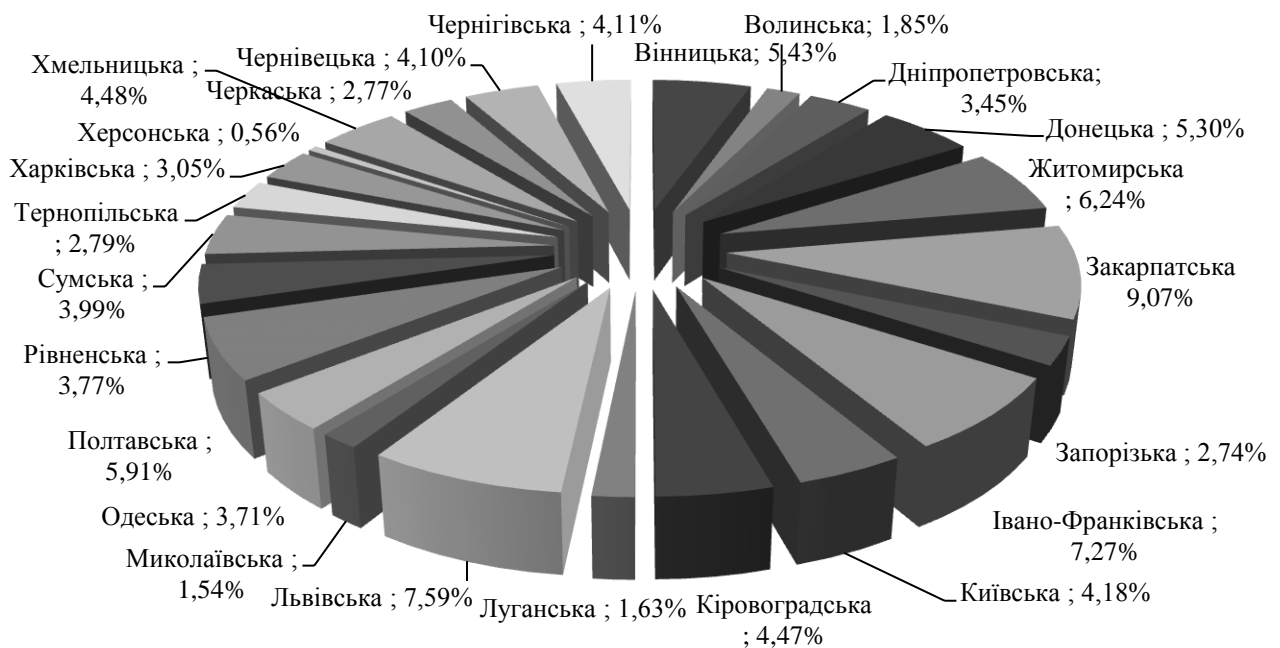 Чернігівська ; 4,11%
Волинська; 1,85%
Вінницька; 5,43%
Дніпропетровська;
3,45%
Донецька ; 5,30%
Житомирська
; 6,24%
Закарпатська
9,07%
Запорізька ; 2,74%
Івано-Франківська ;
7,27%
Київська ; 4,18%
Кіровоградська
; 4,47%
Луганська ; 1,63%
Львівська ; 7,59%
Миколаївська ;
1,54%
Одеська ; 3,71%
Полтавська ;
5,91%
Рівненська ;
3,77%
Сумська ;
3,99%
Тернопільська
; 2,79%
Харківська ; 3,05%
Херсонська ; 0,56%
Хмельницька ;
4,48%
Черкаська ; 2,77%
Чернівецька ; 4,10%